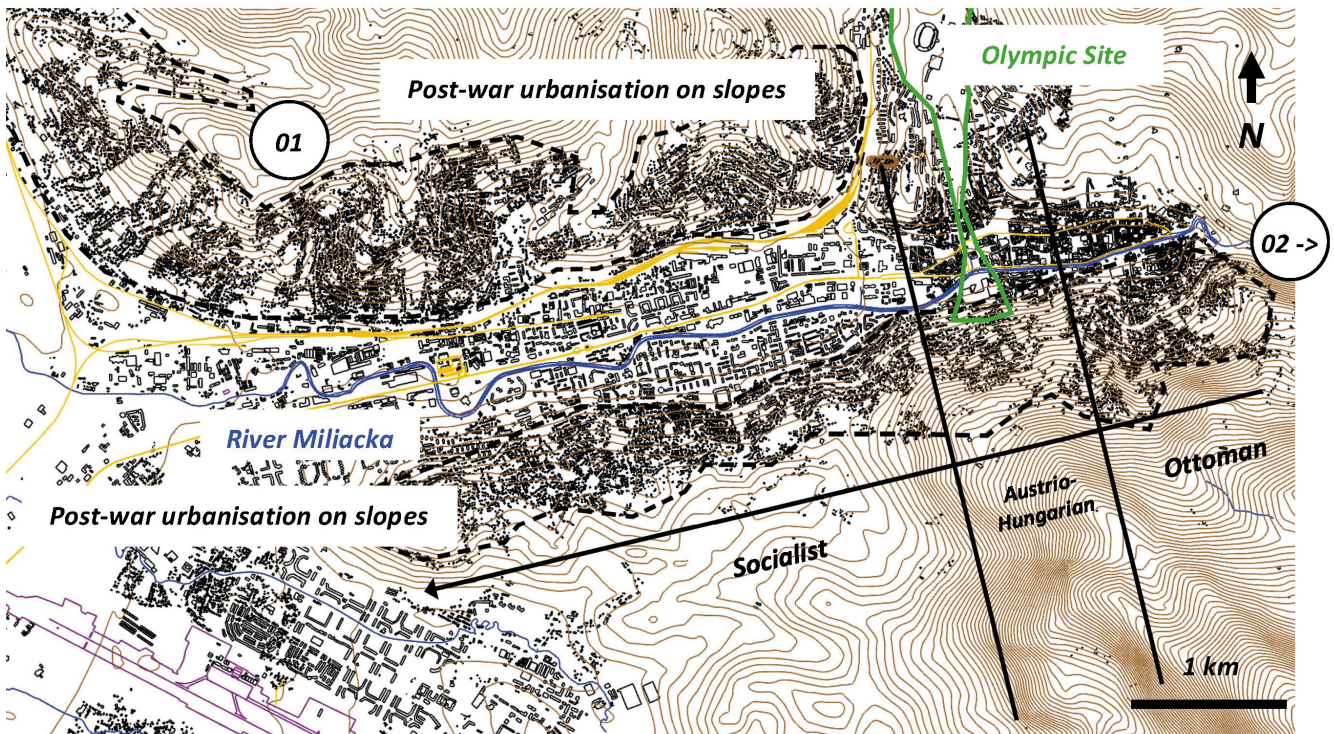 Olympic Site
Post-war urbanisation on slopes
01
N
02 ->
River Miliacka
Ottoman
Austrio-
Hungarian
Post-war urbanisation on slopes
Socialist
1 km